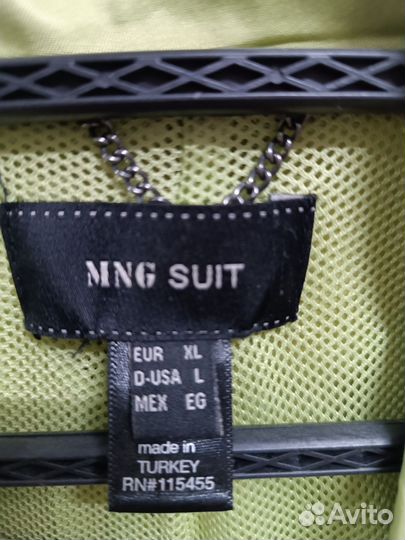 MNG SUIT
EUR XL
D-USA L
MEX EG
made in
TURKEY
RN#115455
Avito